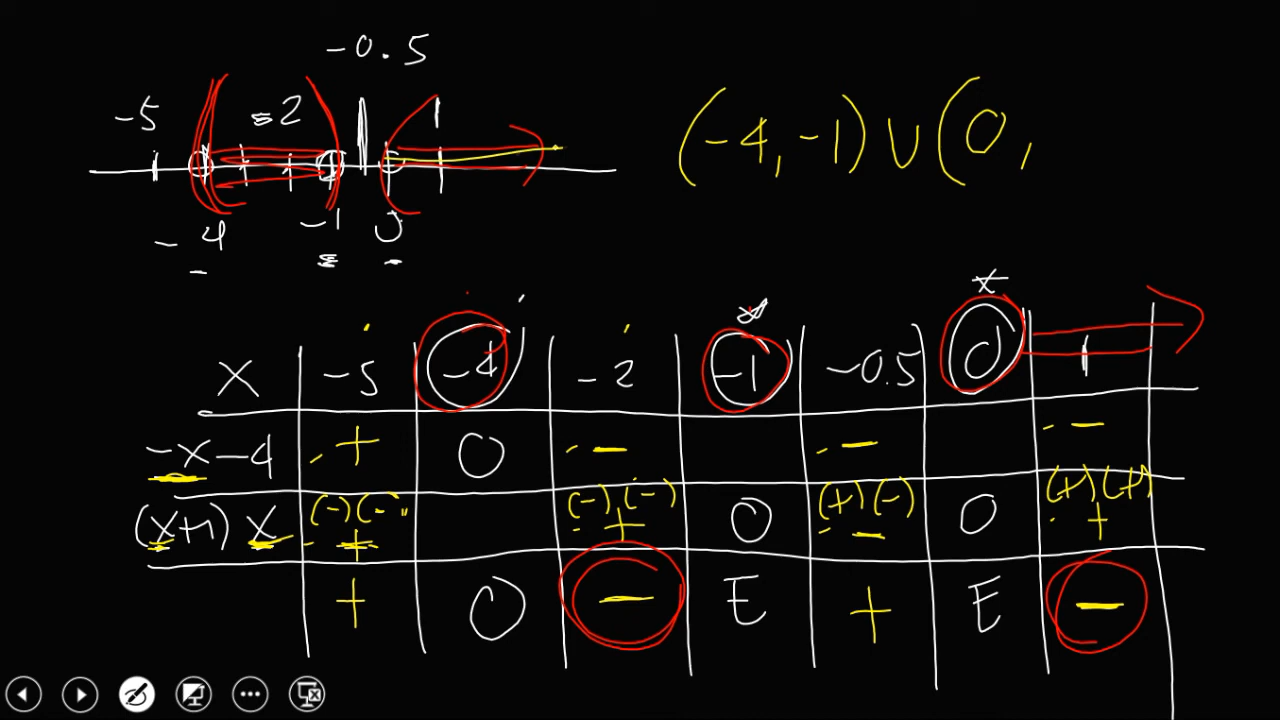 -0.5
-5 -2 1
(-4, -1) ∪ (0,
-4 -1 0
x -5 -4 -2 -1 -0.5 0 1
-x-4 + 0 - - -
(x+1) x (-)(-) + (-)(-) + 0 (+)(-) - 0 (+)(+) +
+ 0 - E + E -